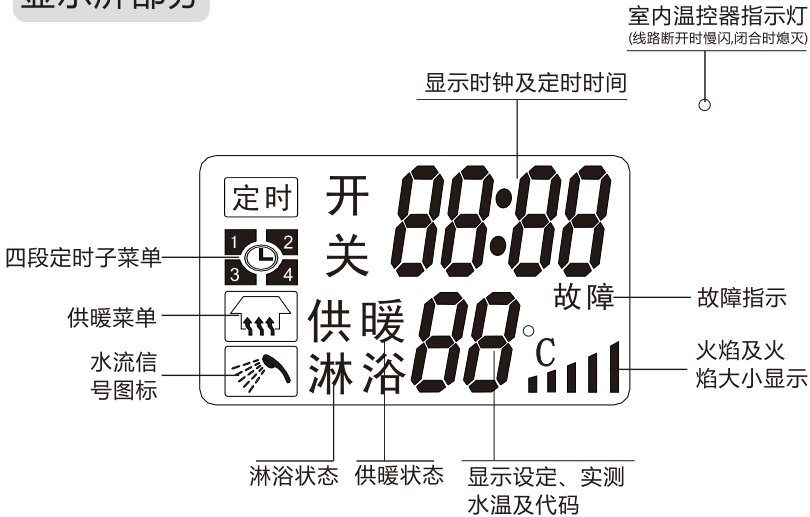 显示屏部分
室内温控器指示灯
(线路断开时慢闪,闭合时熄灭)
显示时钟及定时时间
定时 开 88:88
1 2
3 4
关
四段定时子菜单
故障
故障指示
供暖菜单
供暖 88 °C
淋浴
水流信
号图标
火焰及火
焰大小显示
淋浴状态 供暖状态 显示设定、实测
水温及代码